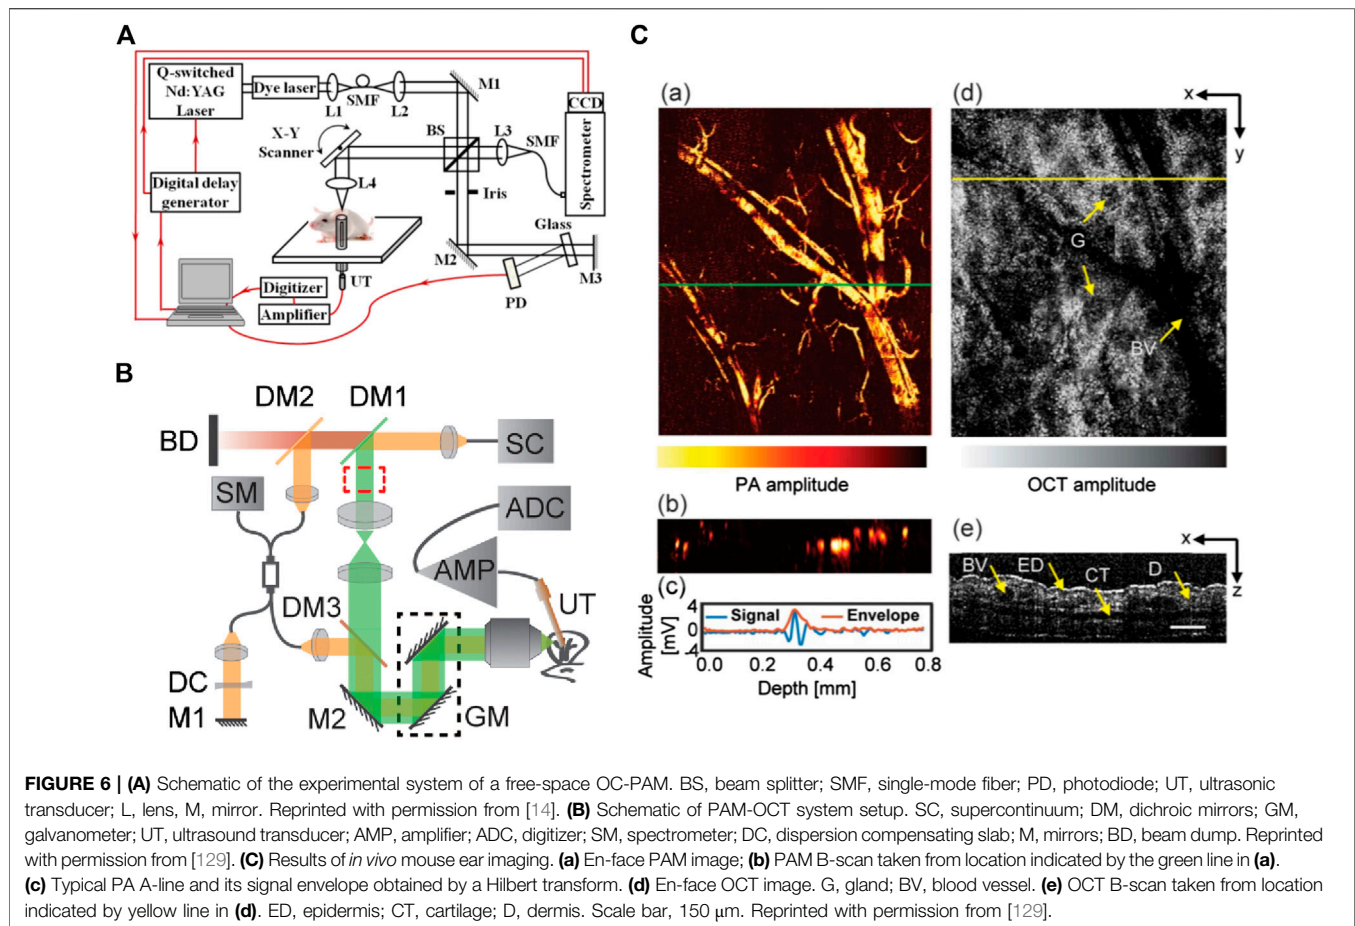 A
Q-switched
Nd:YAG
Laser
Dye laser
L1
SMF
L2
M1
CCD
X-Y
Scanner
BS
L3
SMF
Spectrometer
L4
Iris
Digital delay
generator
Glass
M2
M3
UT
PD
Digitizer
Amplifier
B
DM2
DM1
BD
SC
SM
ADC
AMP
DM3
UT
DC
M1
M2
GM
C
(a)
(d)
x
y
G
BV
PA amplitude
OCT amplitude
(b)
(e)
x
z
BV
ED
CT
D
(c)
Amplitude
[mV]
4
0
-4
Signal
Envelope
0.0 0.2 0.4 0.6 0.8
Depth [mm]
FIGURE 6 | (A) Schematic of the experimental system of a free-space OC-PAM. BS, beam splitter; SMF, single-mode fiber; PD, photodiode; UT, ultrasonic
transducer; L, lens, M, mirror. Reprinted with permission from [14]. (B) Schematic of PAM-OCT system setup. SC, supercontinuum; DM, dichroic mirrors; GM,
galvanometer; UT, ultrasound transducer; AMP, amplifier; ADC, digitizer; SM, spectrometer; DC, dispersion compensating slab; M, mirrors; BD, beam dump. Reprinted
with permission from [129]. (C) Results of in vivo mouse ear imaging. (a) En-face PAM image; (b) PAM B-scan taken from location indicated by the green line in (a).
(c) Typical PA A-line and its signal envelope obtained by a Hilbert transform. (d) En-face OCT image. G, gland; BV, blood vessel. (e) OCT B-scan taken from location
indicated by yellow line in (d). ED, epidermis; CT, cartilage; D, dermis. Scale bar, 150 μm. Reprinted with permission from [129].